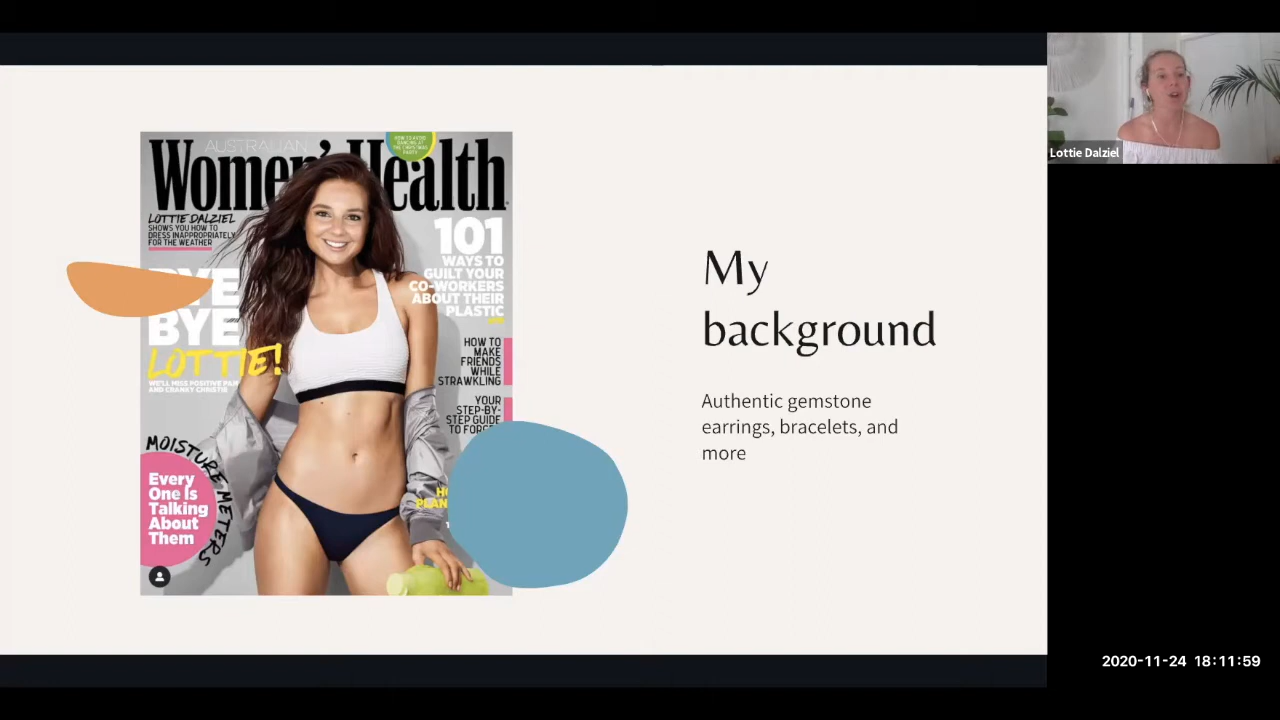 AUSTRALIAN
Women's Health
LOTTIE DALZIEL
SHOWS YOU HOW TO
DRESS INAPPROPRIATELY
FOR THE WEATHER
BYE
BYE
LOTTIE!
WE'LL MISS POSITIVE PAM
AND CRANKY CHRISTIE
MOISTURE METERS
Every
One Is
Talking
About
Them
101
WAYS TO
GUILT YOUR
CO-WORKERS
ABOUT THEIR
PLASTIC
HOW TO
MAKE
FRIENDS
WHILE
STRAWKLING
YOUR
STEP-BY-
STEP GUIDE
My
background
Authentic gemstone
earrings, bracelets, and
more
Lottie Dalziel
2020-11-24 18:11:59